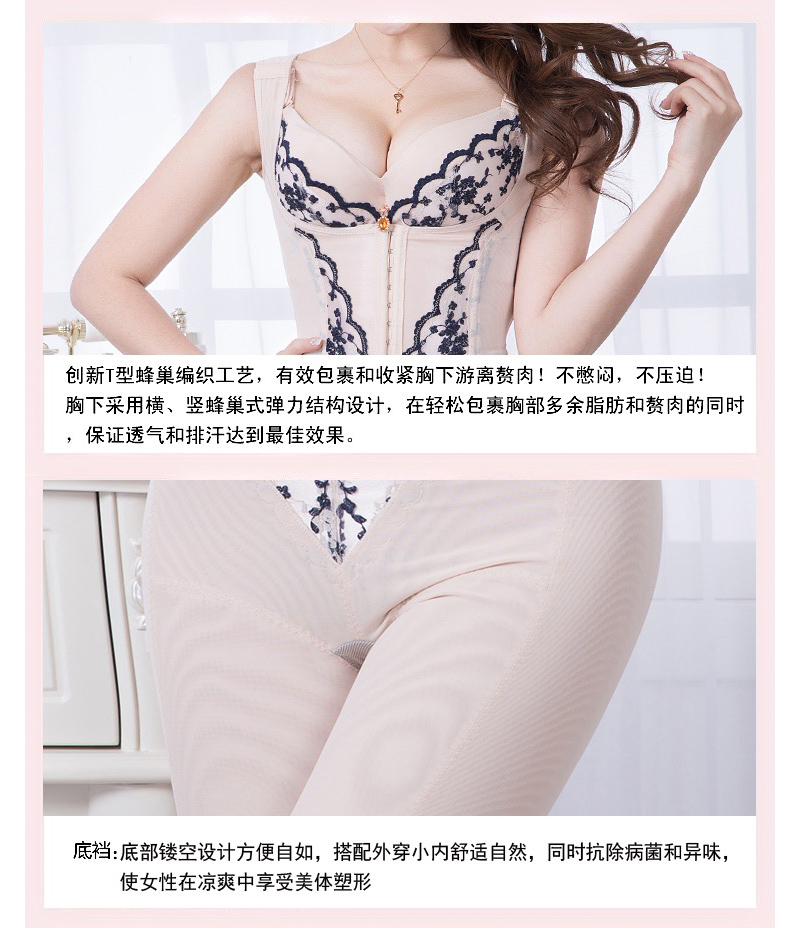 创新T型蜂巢编织工艺，有效包裹和收紧胸下游离赘肉！不憋闷，不压迫！
胸下采用横、竖蜂巢式弹力结构设计，在轻松包裹胸部多余脂肪和赘肉的同时
，保证透气和排汗达到最佳效果。
底裆:底部镂空设计方便自如，搭配外穿小内舒适自然，同时抗除病菌和异味，
使女性在凉爽中享受美体塑形